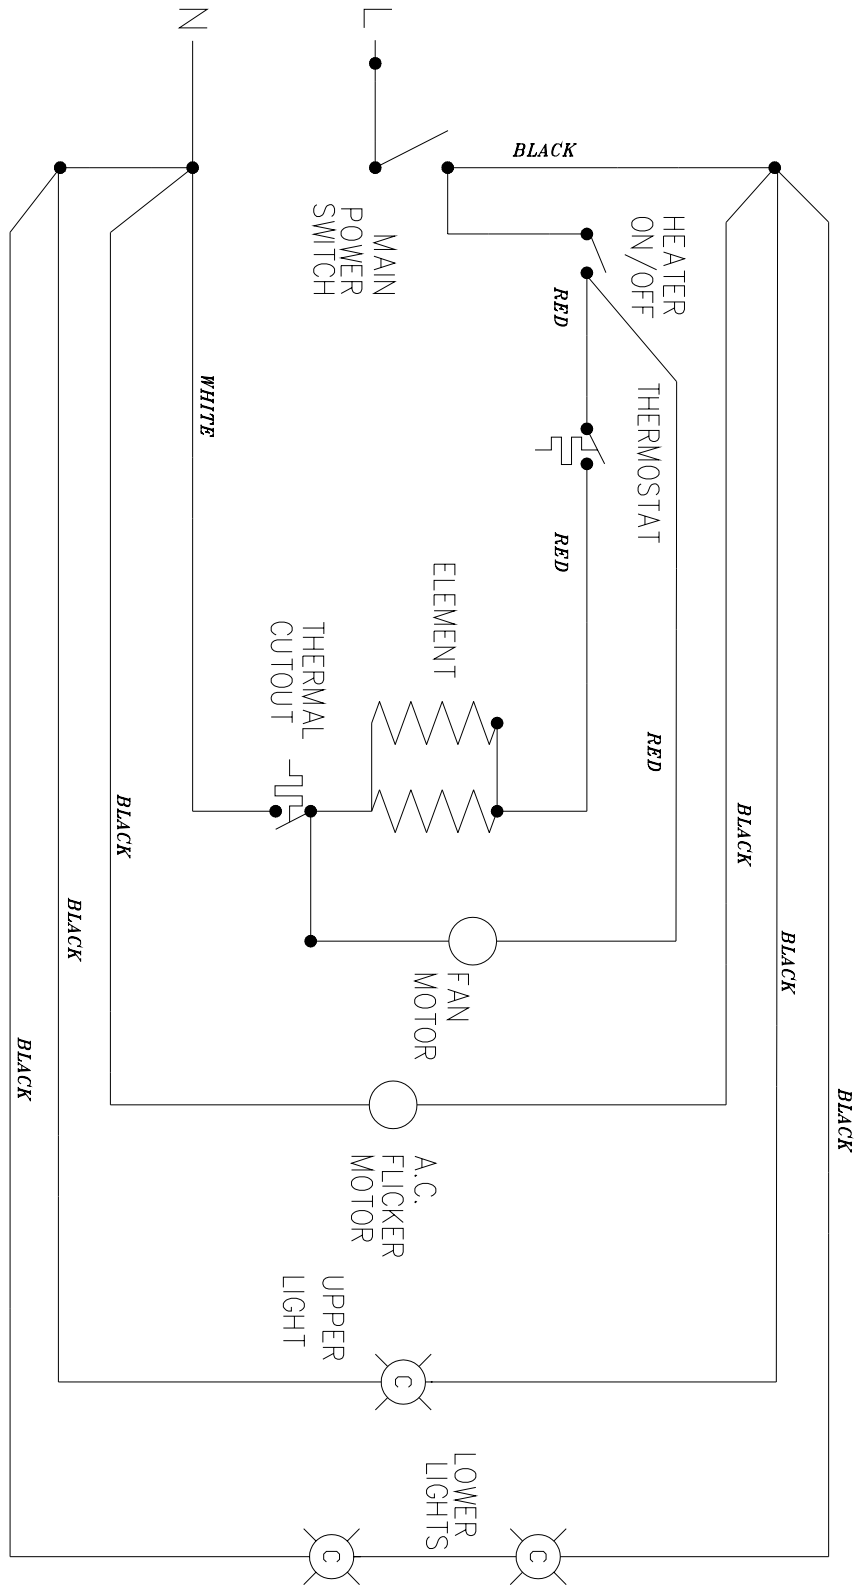 N
L
BLACK
MAIN
POWER
SWITCH
HEATER
ON/OFF
RED
WHITE
THERMOSTAT
RED
ELEMENT
THERMAL
CUTOUT
RED
BLACK
BLACK
BLACK
BLACK
FAN
MOTOR
BLACK
BLACK
A.C.
FLICKER
MOTOR
UPPER
LIGHT
C
LOWER
LIGHTS
C
C